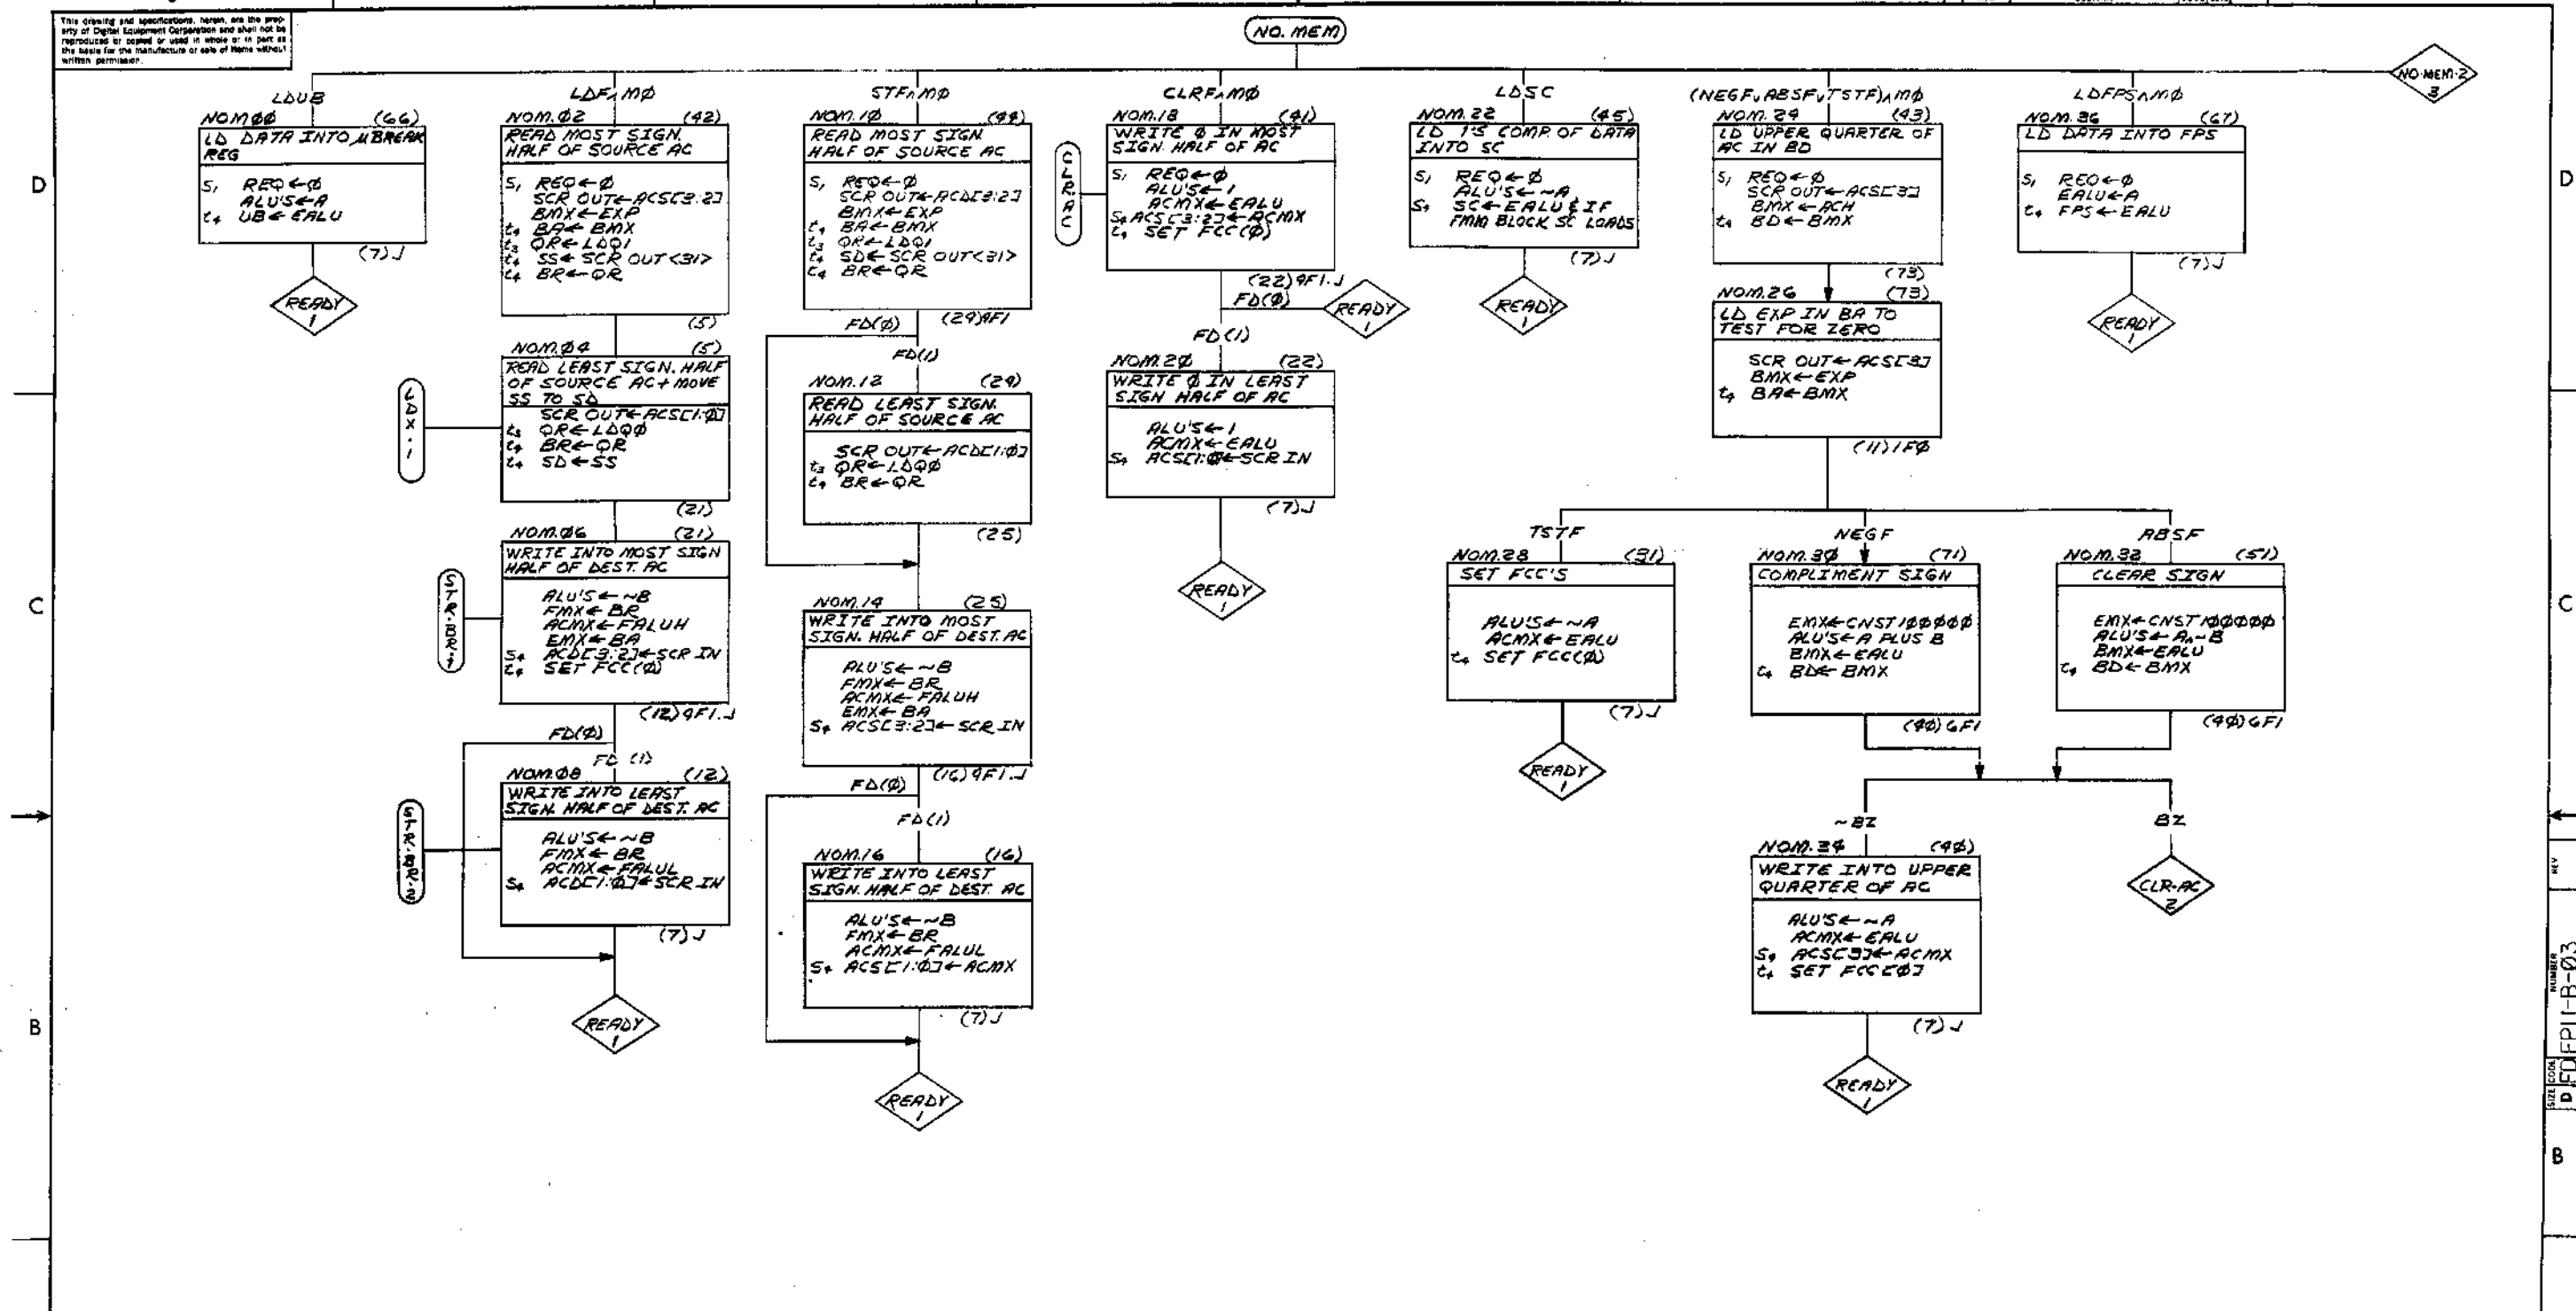 This drawing and specifications, herein, are the prop-
erty of Digital Equipment Corporation and shall not be
reproduced or copied or used in whole or in part as
the basis for the manufacture or sale of items without
written permission.
NO. MEM
NO·MEM·2
3
D
D
C
C
B
B
LDUB
NOM.00 (66)
LD DATA INTO μBREAK
REG
S1 REQ←Ø
ALU'S←A
t4 UB←EALU
(7)J
READY
1
LDF∧MØ
NOM.Ø2 (42)
READ MOST SIGN.
HALF OF SOURCE AC
S1 REQ←Ø
SCR OUT←ACS[3:2]
BMX←EXP
t4 BA←BMX
t3 QR←LDQ1
t4 SS←SCR OUT<31>
t4 BR←QR
(5)
NOM.Ø4 (5)
READ LEAST SIGN. HALF
OF SOURCE AC+MOVE
SS TO SD
SCR OUT←ACS[1:Ø]
t3 QR←LDQØ
t4 BR←QR
t4 SD←SS
LDX·1
(21)
NOM.Ø6 (21)
WRITE INTO MOST SIGN
HALF OF DEST. AC
ALU'S←~B
FMX←BR
ACMX←FALUH
EMX←BA
S4 ACD[3:2]←SCR IN
t4 SET FCC(Ø)
(12)4F1.J
FD(Ø)
FD (1)
NOM.Ø8 (12)
WRITE INTO LEAST
SIGN. HALF OF DEST. AC
ALU'S←~B
FMX←BR
ACMX←FALUL
S4 ACD[1:Ø]←SCR IN
(7)J
READY
1
STF∧MØ
NOM.1Ø (44)
READ MOST SIGN.
HALF OF SOURCE AC
S1 REQ←Ø
SCR OUT←ACD[3:2]
BMX←EXP
t4 BA←BMX
t3 QR←LDQ1
t4 SD←SCR OUT<31>
t4 BR←QR
FD(Ø) (24)4F1
FD(1)
NOM.12 (24)
READ LEAST SIGN.
HALF OF SOURCE AC
SCR OUT←ACD[1:Ø]
t3 QR←LDQØ
t4 BR←QR
(25)
NOM.14 (25)
WRITE INTO MOST
SIGN. HALF OF DEST. AC
ALU'S←~B
FMX←BR
ACMX←FALUH
EMX←BA
S4 ACS[3:2]←SCR IN
(16)4F1.J
FD(Ø)
FD(1)
NOM.16 (16)
WRITE INTO LEAST
SIGN. HALF OF DEST. AC
ALU'S←~B
FMX←BR
ACMX←FALUL
S4 ACS[1:Ø]←ACMX
(7)J
READY
1
CLRF∧MØ
NOM.18 (41)
WRITE Ø IN MOST
SIGN. HALF OF AC
S1 REQ←Ø
ALU'S←1
ACMX←EALU
S4 ACS[3:2]←ACMX
t4 SET FCC(Ø)
CLR·AC
(22)4F1.J
FD(Ø)
READY
1
FD(1)
NOM.2Ø (22)
WRITE Ø IN LEAST
SIGN HALF OF AC
ALU'S←1
ACMX←EALU
S4 ACS[1:Ø]←SCR IN
(7)J
READY
1
LDSC
NOM.22 (45)
LD 1'S COMP. OF DATA
INTO SC
S1 REQ←Ø
ALU'S←~A
S4 SC←EALU & IF
FMM BLOCK SC LOADS
(7)J
READY
1
(NEGF∨ABSF∨TSTF)∧MØ
NOM.24 (43)
LD UPPER QUARTER OF
AC IN BD
S1 REQ←Ø
SCR OUT←ACS[3]
BMX←ACH
t4 BD←BMX
(73)
NOM.26 (73)
LD EXP IN BA TO
TEST FOR ZERO
SCR OUT←ACS[3]
BMX←EXP
t4 BA←BMX
(11)1FØ
TSTF
NOM.28 (31)
SET FCC'S
ALU'S←~A
ACMX←EALU
t4 SET FCC(Ø)
(7)J
READY
1
NEGF
NOM.3Ø (71)
COMPLIMENT SIGN
EMX←CNST 1ØØØØØ
ALU'S←A PLUS B
BMX←EALU
t4 BD←BMX
(4Ø)6F1
ABSF
NOM.32 (51)
CLEAR SIGN
EMX←CNST 1ØØØØØ
ALU'S←A∧~B
BMX←EALU
t4 BD←BMX
(4Ø)6F1
~BZ
BZ
NOM.34 (4Ø)
WRITE INTO UPPER
QUARTER OF AC
ALU'S←~A
ACMX←EALU
S4 ACS[3]←ACMX
t4 SET FCC[Ø]
(7)J
READY
1
CLR-AC
2
LDFPS∧MØ
NOM.36 (67)
LD DATA INTO FPS
S1 REQ←Ø
EALU←A
t4 FPS←EALU
(7)J
READY
1
REV
NUMBER
FP11-B-Ø3
SIZE CODE
D FD